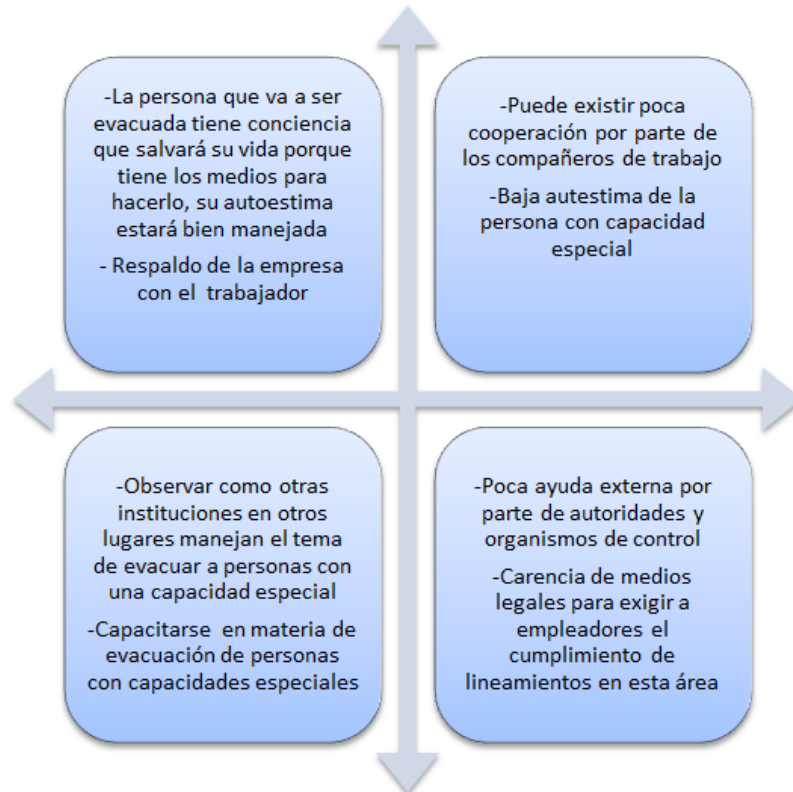 -La persona que va a ser
evacuada tiene conciencia
que salvará su vida porque
tiene los medios para
hacerlo, su autoestima
estará bien manejada
- Respaldo de la empresa
con el trabajador
-Puede existir poca
cooperación por parte de
los compañeros de trabajo
-Baja autestima de la
persona con capacidad
especial
-Observar como otras
instituciones en otros
lugares manejan el tema
de evacuar a personas con
una capacidad especial
-Capacitarse en materia de
evacuación de personas
con capacidades especiales
-Poca ayuda externa por
parte de autoridades y
organismos de control
-Carencia de medios
legales para exigir a
empleadores el
cumplimiento de
lineamientos en esta área